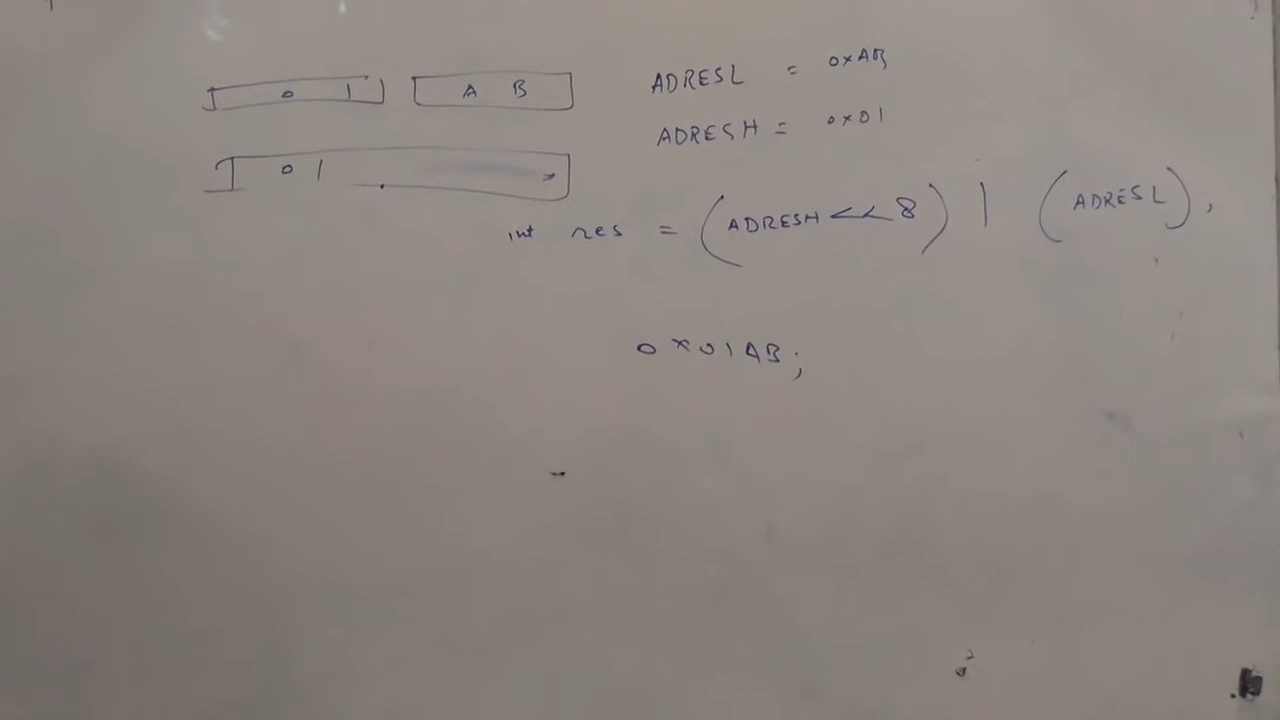 0 1 A B ADRESL = 0xAB
ADRESH = 0x01
0 1
int res = (ADRESH << 8) | (ADRESL);
0x01AB;